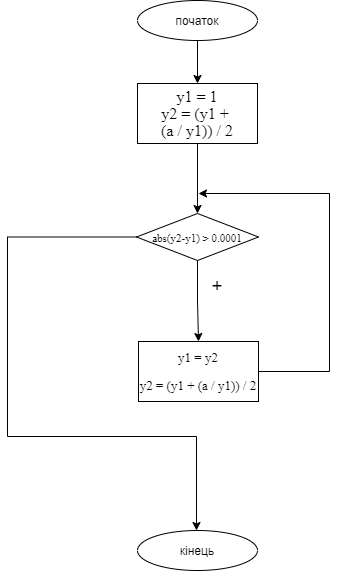 початок
y1 = 1
y2 = (y1 +
(a / y1)) / 2
abs(y2-y1) > 0.0001
+
y1 = y2
y2 = (y1 + (a / y1)) / 2
кінець